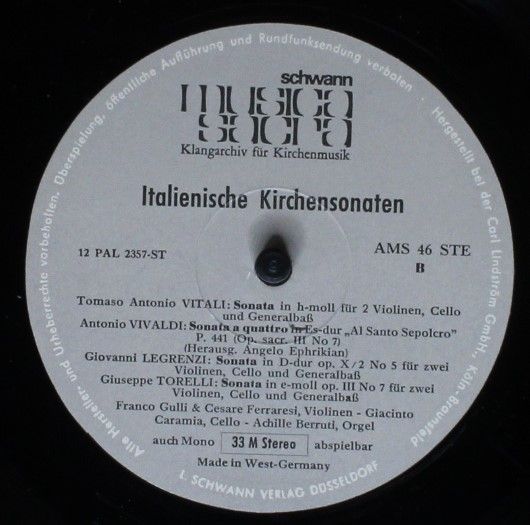 schwann
musica
sacra
Klangarchiv für Kirchenmusik
Italienische Kirchensonaten
12 PAL 2357-ST
AMS 46 STE
B
Tomaso Antonio VITALI: Sonata in h-moll für 2 Violinen, Cello
und Generalbaß
Antonio VIVALDI: Sonata a quattro in Es-dur „Al Santo Sepolcro"
P. 441 (Op. sacr. III No 7)
(Herausg. Angelo Ephrikian)
Giovanni LEGRENZI: Sonata in D-dur op. X/2 No 5 für zwei
Violinen, Cello und Generalbaß
Giuseppe TORELLI: Sonata in e-moll op. III No 7 für zwei
Violinen, Cello und Generalbaß
Franco Gulli & Cesare Ferraresi, Violinen - Giacinto
Caramia, Cello - Achille Berruti, Orgel
auch Mono 33 M Stereo abspielbar
Made in West-Germany
I. SCHWANN VERLAG DÜSSELDORF
Alle Hersteller- und Urheberrechte vorbehalten. Überspielung, öffentliche Aufführung und Rundfunksendung verboten · Hergestellt bei der Carl Lindström GmbH. Köln-Braunsfeld